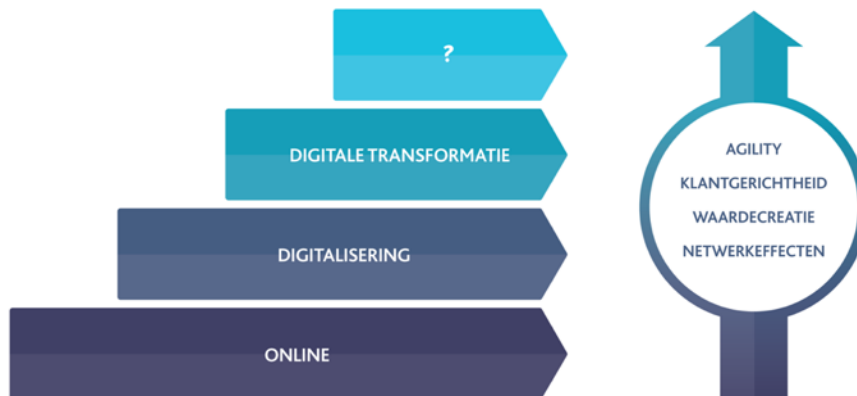 ?
DIGITALE TRANSFORMATIE
DIGITALISERING
ONLINE
AGILITY
KLANTGERICHTHEID
WAARDECREATIE
NETWERKEFFECTEN